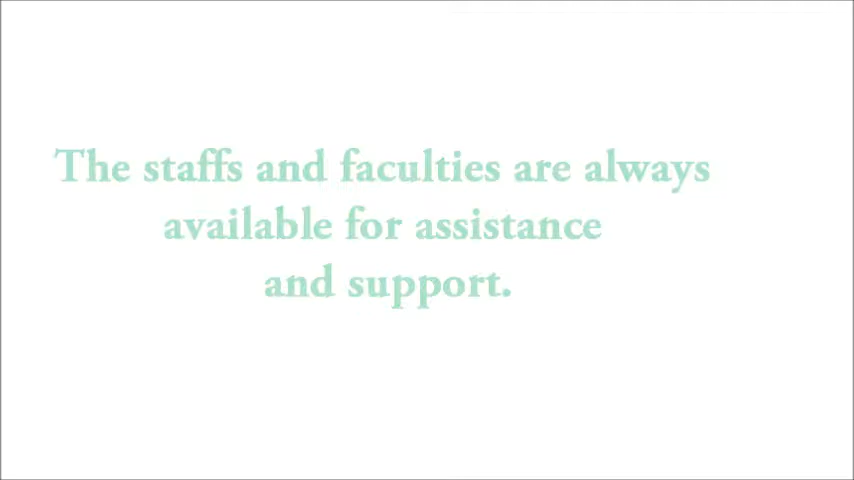 The staffs and faculties are always
available for assistance
and support.